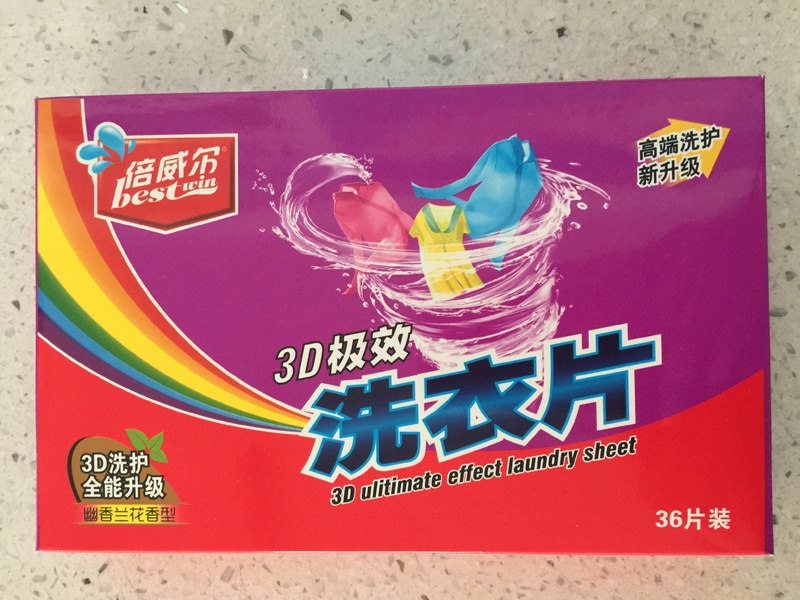 倍威尔®
bestwin
高端洗护
新升级
3D极效
洗衣片
3D ulitimate effect laundry sheet
3D洗护
全能升级
幽香兰花香型
36片装